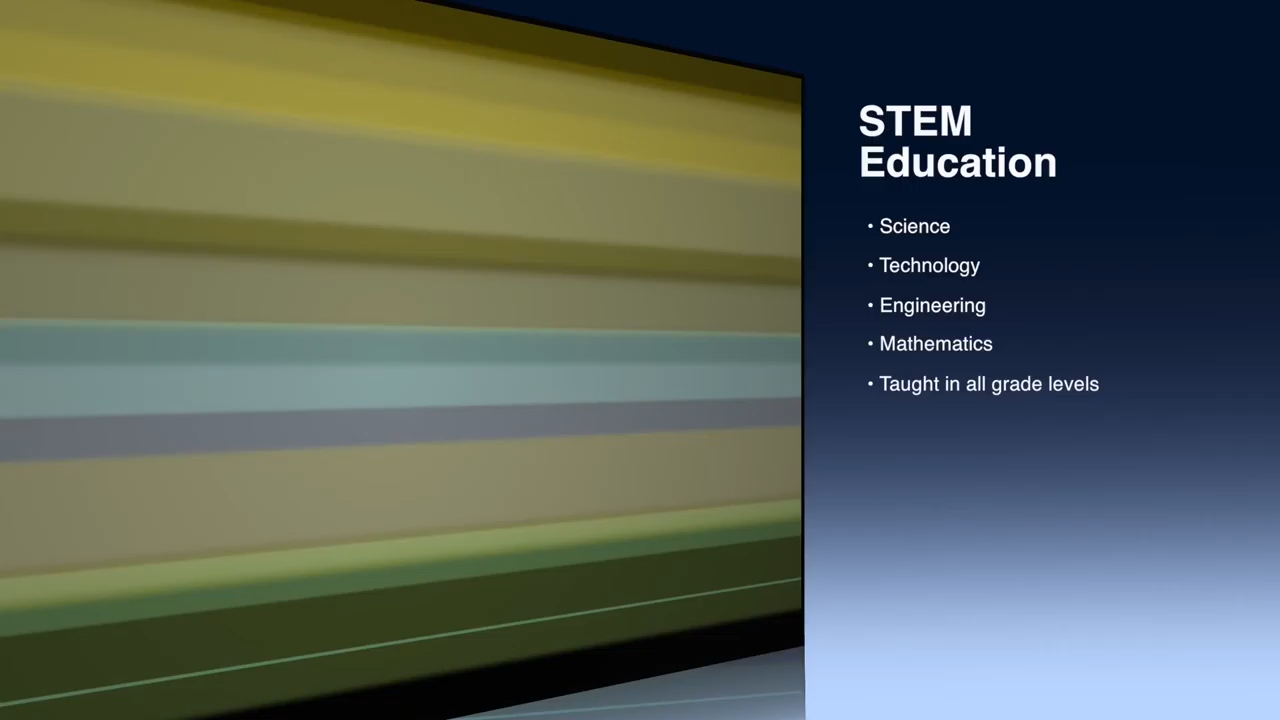 STEM
Education
• Science
• Technology
• Engineering
• Mathematics
• Taught in all grade levels